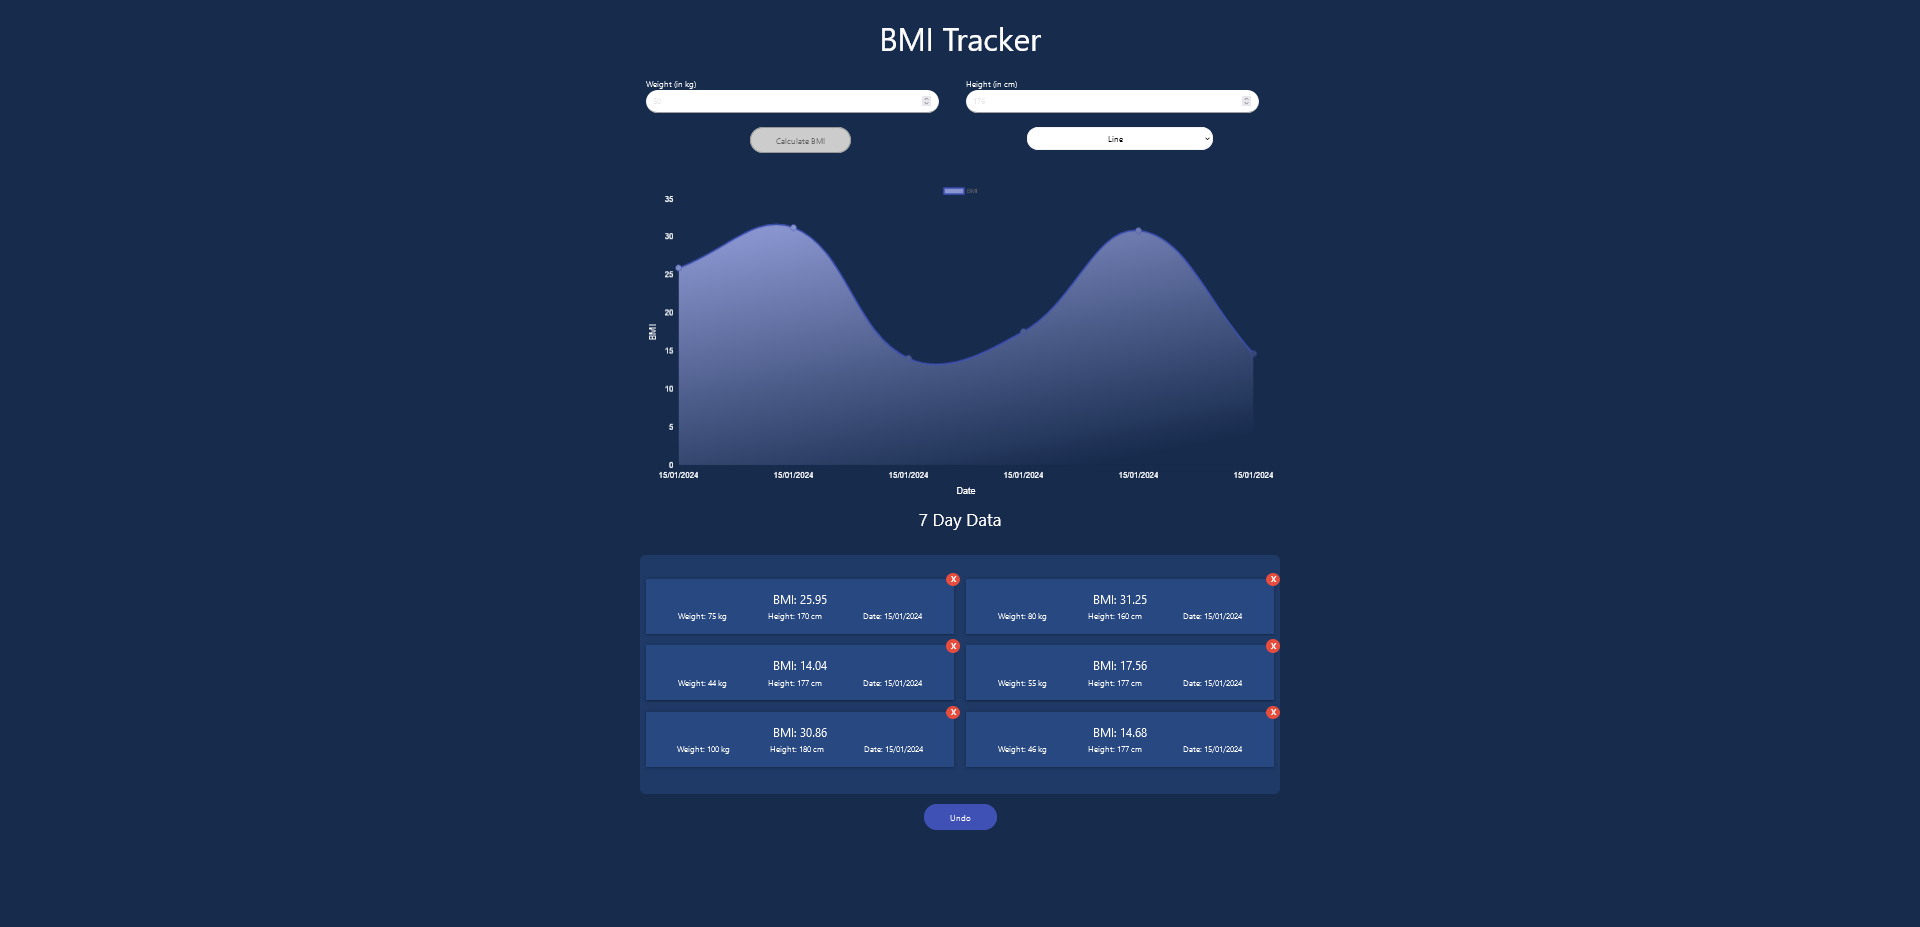 BMI Tracker
Weight (in kg) Height (in cm)
Calculate BMI Line
BMI
35
30
25
20
15
10
5
0
BMI
15/01/2024 15/01/2024 15/01/2024 15/01/2024 15/01/2024 15/01/2024
Date
7 Day Data
X X
BMI: 25.95 BMI: 31.25
Weight: 75 kg Height: 170 cm Date: 15/01/2024 Weight: 80 kg Height: 160 cm Date: 15/01/2024
X X
BMI: 14.04 BMI: 17.56
Weight: 44 kg Height: 177 cm Date: 15/01/2024 Weight: 55 kg Height: 177 cm Date: 15/01/2024
X X
BMI: 30.86 BMI: 14.68
Weight: 100 kg Height: 180 cm Date: 15/01/2024 Weight: 46 kg Height: 177 cm Date: 15/01/2024
Undo